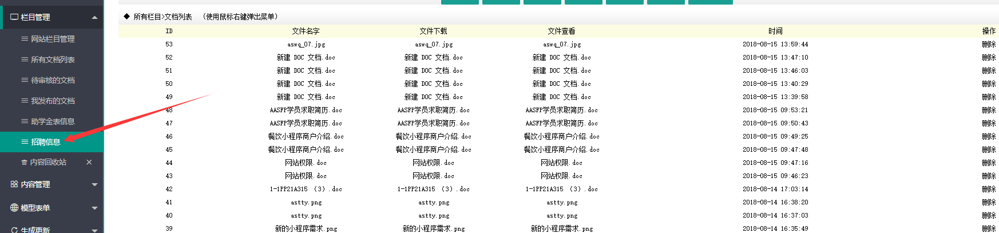 栏目管理
网站栏目管理
所有文档列表
待审核的文档
我发布的文档
助学金表信息
招聘信息
内容回收站
内容管理
模型表单
生成更新
◆ 所有栏目>文档列表 （使用鼠标右键弹出菜单）
ID 文件名字 文件下载 文件查看 时间 操作
53 aswq_07.jpg aswq_07.jpg aswq_07.jpg 2018-08-15 13:59:44 删除
52 新建 DOC 文档.doc 新建 DOC 文档.doc 新建 DOC 文档.doc 2018-08-15 13:47:10 删除
51 新建 DOC 文档.doc 新建 DOC 文档.doc 新建 DOC 文档.doc 2018-08-15 13:46:03 删除
50 新建 DOC 文档.doc 新建 DOC 文档.doc 新建 DOC 文档.doc 2018-08-15 13:40:29 删除
49 新建 DOC 文档.doc 新建 DOC 文档.doc 新建 DOC 文档.doc 2018-08-15 13:39:58 删除
48 AASFP学员求职简历.doc AASFP学员求职简历.doc AASFP学员求职简历.doc 2018-08-15 09:53:21 删除
47 AASFP学员求职简历.doc AASFP学员求职简历.doc AASFP学员求职简历.doc 2018-08-15 09:50:43 删除
46 餐饮小程序商户介绍.doc 餐饮小程序商户介绍.doc 餐饮小程序商户介绍.doc 2018-08-15 09:49:25 删除
45 餐饮小程序商户介绍.doc 餐饮小程序商户介绍.doc 餐饮小程序商户介绍.doc 2018-08-15 09:47:48 删除
44 网站权限.doc 网站权限.doc 网站权限.doc 2018-08-15 09:47:16 删除
43 网站权限.doc 网站权限.doc 网站权限.doc 2018-08-15 09:46:23 删除
42 1-1PP21A315 （3）.doc 1-1PP21A315 （3）.doc 1-1PP21A315 （3）.doc 2018-08-14 17:03:14 删除
41 astty.png astty.png astty.png 2018-08-14 16:38:20 删除
40 astty.png astty.png astty.png 2018-08-14 16:37:03 删除
39 新的小程序需求.png 新的小程序需求.png 新的小程序需求.png 2018-08-14 16:35:49 删除